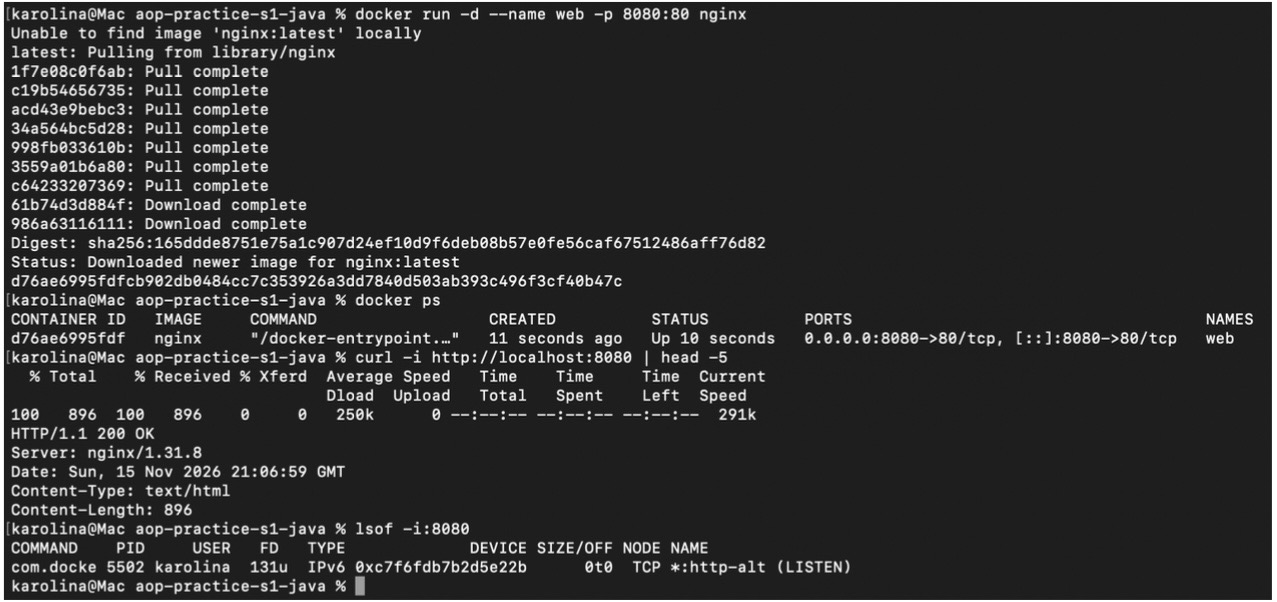 [karolina@Mac aop-practice-s1-java % docker run -d --name web -p 8080:80 nginx
Unable to find image 'nginx:latest' locally
latest: Pulling from library/nginx
1f7e08c0f6ab: Pull complete
c19b54656735: Pull complete
acd43e9bebc3: Pull complete
34a564bc5d28: Pull complete
998fb033610b: Pull complete
3559a01b6a80: Pull complete
c64233207369: Pull complete
61b74d3d884f: Download complete
986a63116111: Download complete
Digest: sha256:165ddde8751e75a1c907d24ef10d9f6deb08b57e0fe56caf67512486aff76d82
Status: Downloaded newer image for nginx:latest
d76ae6995fdfcb902db0484cc7c353926a3dd7840d503ab393c496f3cf40b47c
[karolina@Mac aop-practice-s1-java % docker ps
CONTAINER ID   IMAGE     COMMAND                  CREATED          STATUS          PORTS                                     NAMES
d76ae6995fdf   nginx     "/docker-entrypoint.…"   11 seconds ago   Up 10 seconds   0.0.0.0:8080->80/tcp, [::]:8080->80/tcp   web
[karolina@Mac aop-practice-s1-java % curl -i http://localhost:8080 | head -5
  % Total    % Received % Xferd  Average Speed   Time    Time     Time  Current
                                 Dload  Upload   Total   Spent    Left  Speed
100   896  100   896    0     0   250k      0 --:--:-- --:--:-- --:--:--  291k
HTTP/1.1 200 OK
Server: nginx/1.31.8
Date: Sun, 15 Nov 2026 21:06:59 GMT
Content-Type: text/html
Content-Length: 896
[karolina@Mac aop-practice-s1-java % lsof -i:8080
COMMAND    PID     USER   FD   TYPE             DEVICE SIZE/OFF NODE NAME
com.docke 5502 karolina  131u  IPv6 0xc7f6fdb7b2d5e22b      0t0  TCP *:http-alt (LISTEN)
karolina@Mac aop-practice-s1-java %